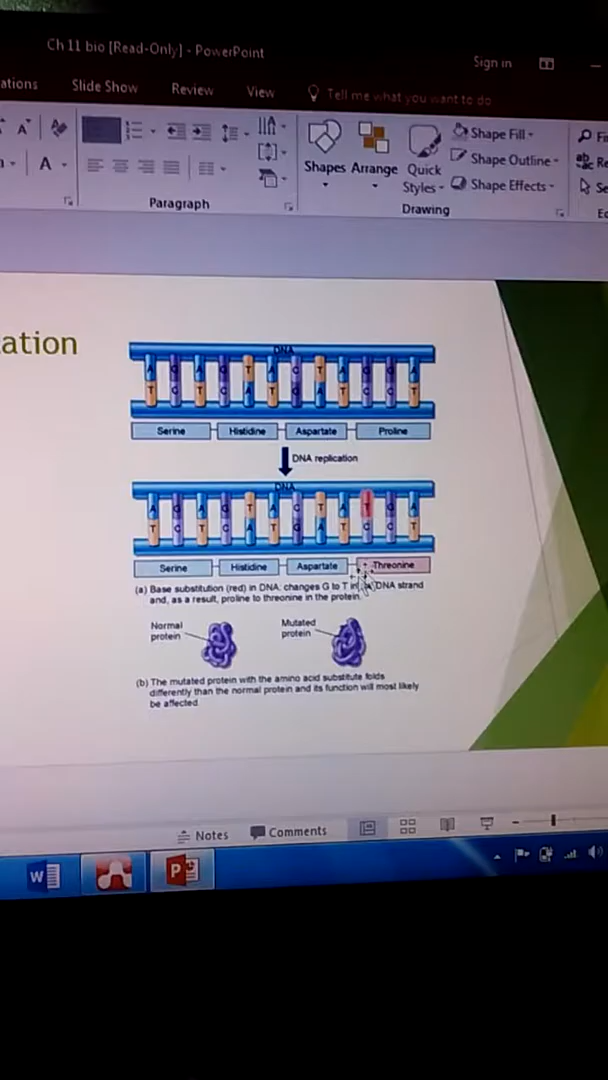 Ch 11 bio [Read-Only] - PowerPoint
Sign in
ations Slide Show Review View Tell me what you want to do
Shapes Arrange Quick Styles
Shape Fill
Shape Outline
Shape Effects
Paragraph
Drawing
ation
DNA
A G A G T A C T A G G A
T C T C A T G A T C C T
Serine Histidine Aspartate Proline
DNA replication
DNA
A G A G T A C T A T G A
T C T C A T G A T C C T
Serine Histidine Aspartate Threonine
(a) Base substitution (red) in DNA; changes G to T in DNA strand
and, as a result, proline to threonine in the protein.
Normal
protein
Mutated
protein
(b) The mutated protein with the amino acid substitute folds
differently than the normal protein and its function will most likely
be affected
Notes Comments
W P